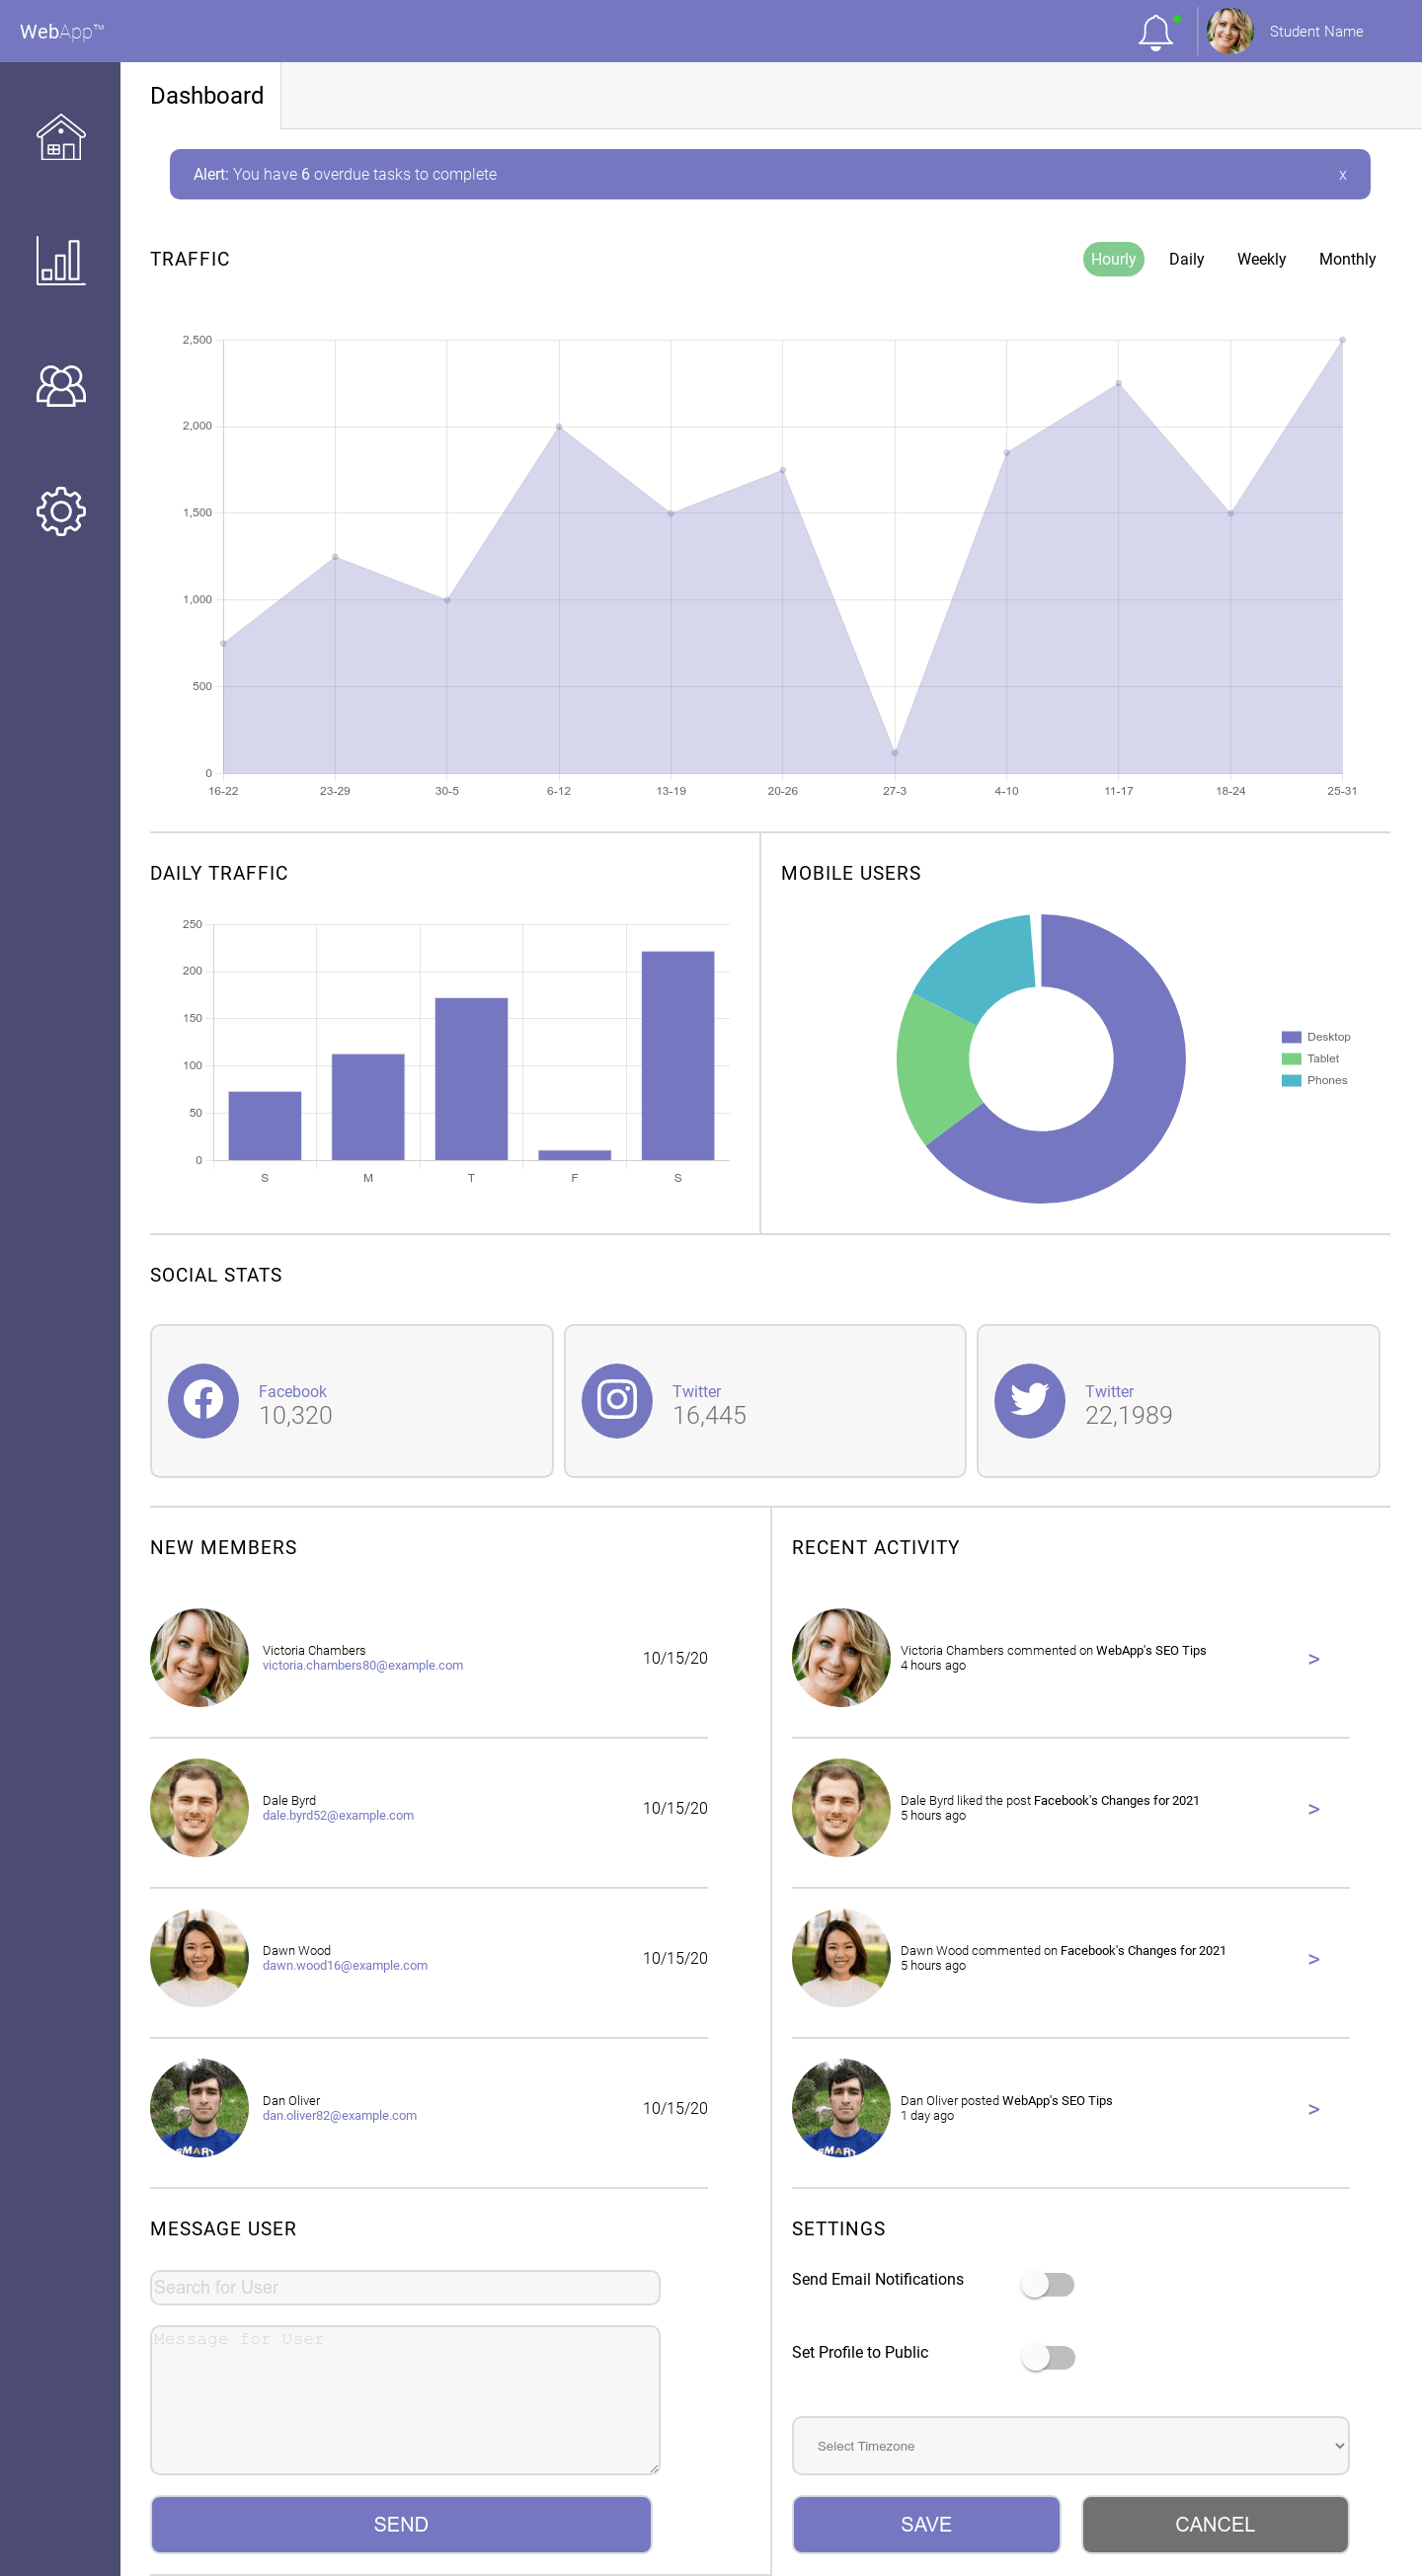 WebApp™
Student Name
Dashboard
Alert: You have 6 overdue tasks to complete
x
TRAFFIC
Hourly Daily Weekly Monthly
2,500
2,000
1,500
1,000
500
0
16-22 23-29 30-5 6-12 13-19 20-26 27-3 4-10 11-17 18-24 25-31
DAILY TRAFFIC
250
200
150
100
50
0
S M T F S
MOBILE USERS
Desktop
Tablet
Phones
SOCIAL STATS
Facebook
10,320
Twitter
16,445
Twitter
22,1989
NEW MEMBERS
Victoria Chambers
victoria.chambers80@example.com
10/15/20
Dale Byrd
dale.byrd52@example.com
10/15/20
Dawn Wood
dawn.wood16@example.com
10/15/20
Dan Oliver
dan.oliver82@example.com
10/15/20
RECENT ACTIVITY
Victoria Chambers commented on WebApp's SEO Tips
4 hours ago
>
Dale Byrd liked the post Facebook's Changes for 2021
5 hours ago
>
Dawn Wood commented on Facebook's Changes for 2021
5 hours ago
>
Dan Oliver posted WebApp's SEO Tips
1 day ago
>
MESSAGE USER
Search for User
Message for User
SEND
SETTINGS
Send Email Notifications
Set Profile to Public
Select Timezone
SAVE
CANCEL